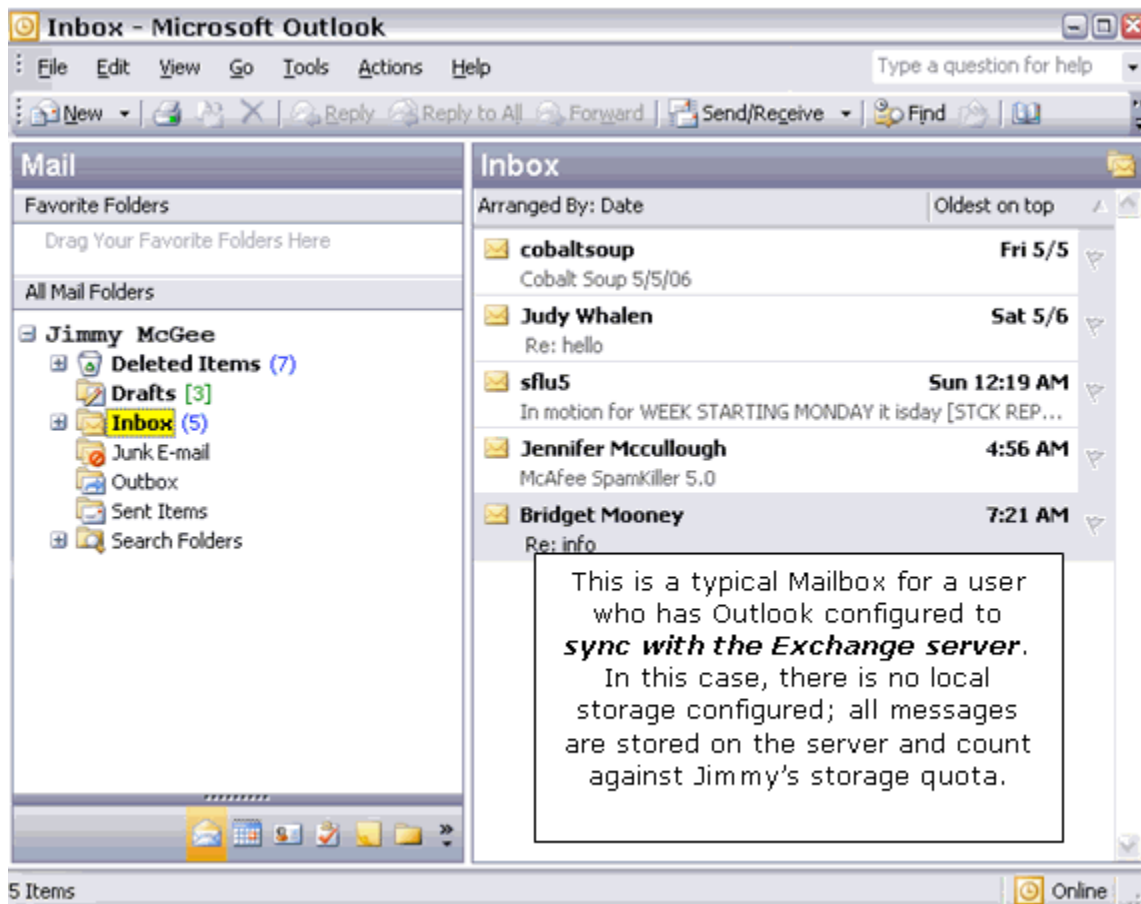 Inbox - Microsoft Outlook
File Edit View Go Tools Actions Help
Type a question for help
New Reply Reply to All Forward Send/Receive Find
Mail
Favorite Folders
Drag Your Favorite Folders Here
All Mail Folders
Jimmy McGee
Deleted Items (7)
Drafts [3]
Inbox (5)
Junk E-mail
Outbox
Sent Items
Search Folders
Inbox
Arranged By: Date Oldest on top
cobaltsoup Fri 5/5
Cobalt Soup 5/5/06
Judy Whalen Sat 5/6
Re: hello
sflu5 Sun 12:19 AM
In motion for WEEK STARTING MONDAY it isday [STCK REP...
Jennifer Mccullough 4:56 AM
McAfee SpamKiller 5.0
Bridget Mooney 7:21 AM
Re: info
This is a typical Mailbox for a user
who has Outlook configured to
sync with the Exchange server.
In this case, there is no local
storage configured; all messages
are stored on the server and count
against Jimmy's storage quota.
5 Items
Online